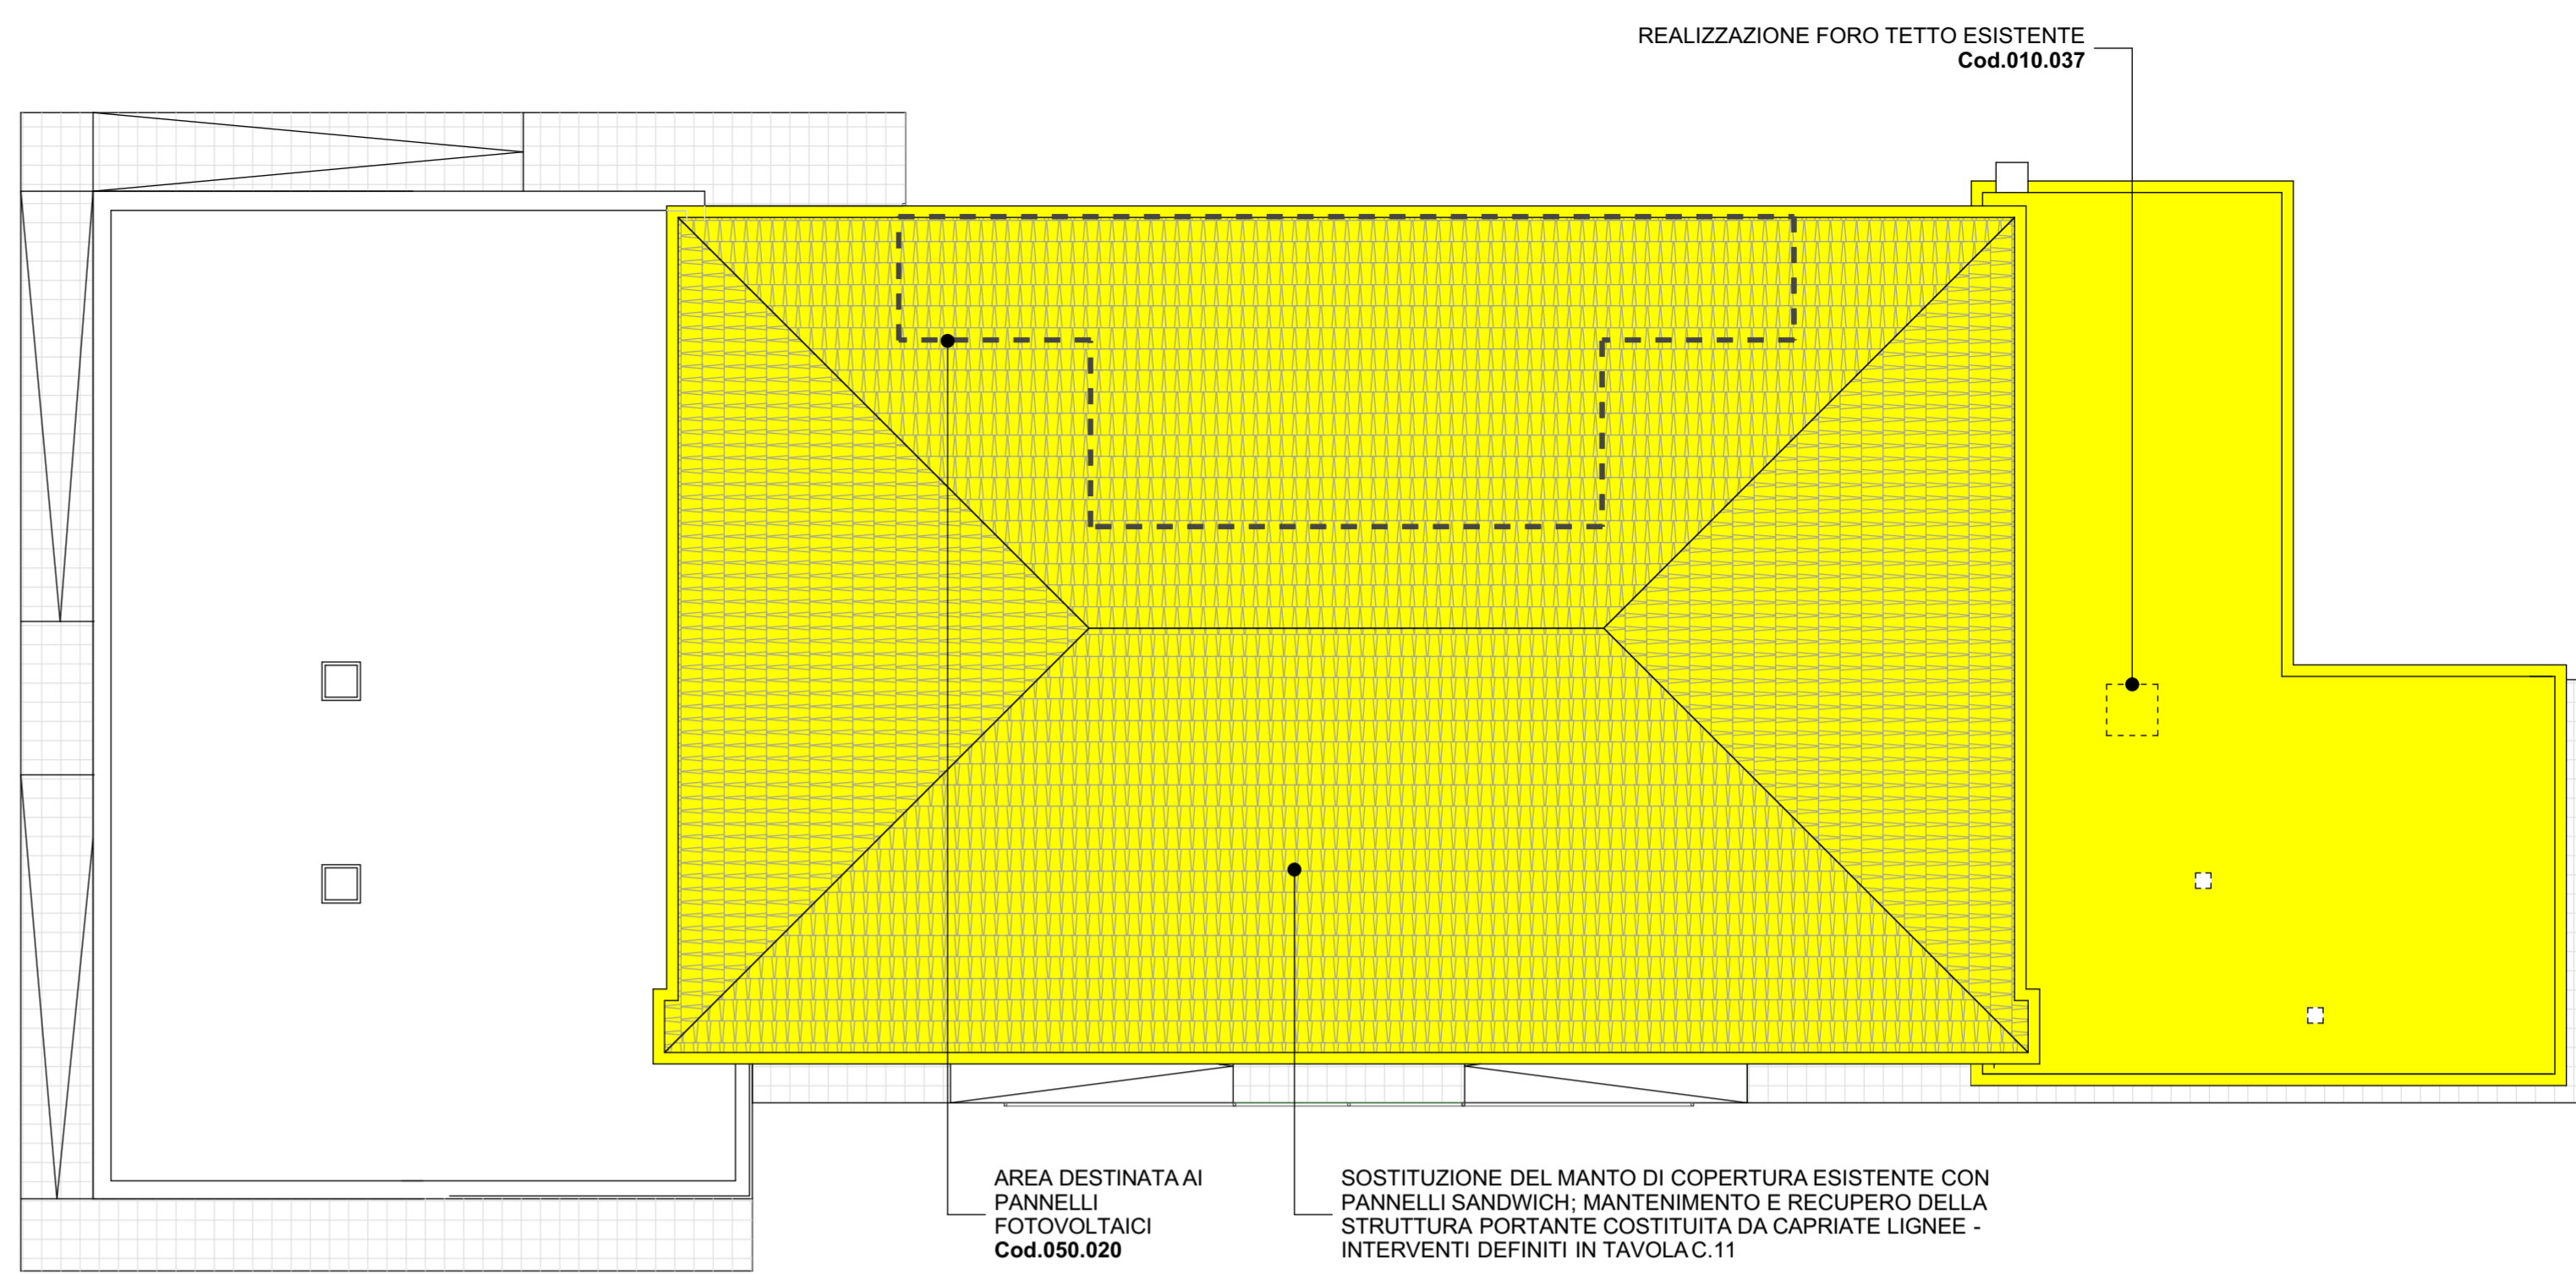 REALIZZAZIONE FORO TETTO ESISTENTE
Cod.010.037
AREA DESTINATA AI
PANNELLI
FOTOVOLTAICI
Cod.050.020
SOSTITUZIONE DEL MANTO DI COPERTURA ESISTENTE CON
PANNELLI SANDWICH; MANTENIMENTO E RECUPERO DELLA
STRUTTURA PORTANTE COSTITUITA DA CAPRIATE LIGNEE -
INTERVENTI DEFINITI IN TAVOLA C.11